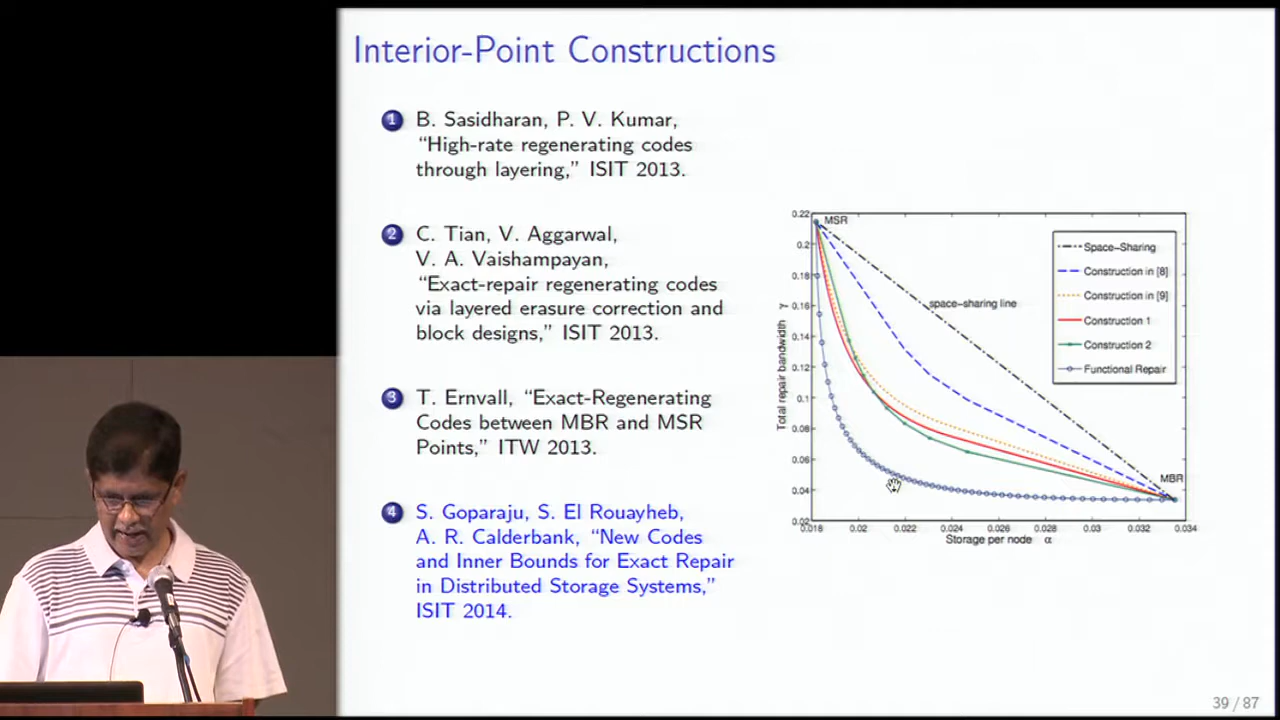 Interior-Point Constructions
1 B. Sasidharan, P. V. Kumar,
"High-rate regenerating codes
through layering," ISIT 2013.
2 C. Tian, V. Aggarwal,
V. A. Vaishampayan,
"Exact-repair regenerating codes
via layered erasure correction and
block designs," ISIT 2013.
3 T. Ernvall, "Exact-Regenerating
Codes between MBR and MSR
Points," ITW 2013.
4 S. Goparaju, S. El Rouayheb,
A. R. Calderbank, "New Codes
and Inner Bounds for Exact Repair
in Distributed Storage Systems,"
ISIT 2014.
0.22
0.2
0.18
0.16
0.14
0.12
0.1
0.08
0.06
0.04
0.02
Total repair bandwidth γ
MSR
space-sharing line
MBR
Space-Sharing
Construction in [8]
Construction in [9]
Construction 1
Construction 2
Functional Repair
0.018 0.02 0.022 0.024 0.026 0.028 0.03 0.032 0.034
Storage per node α
39 / 87